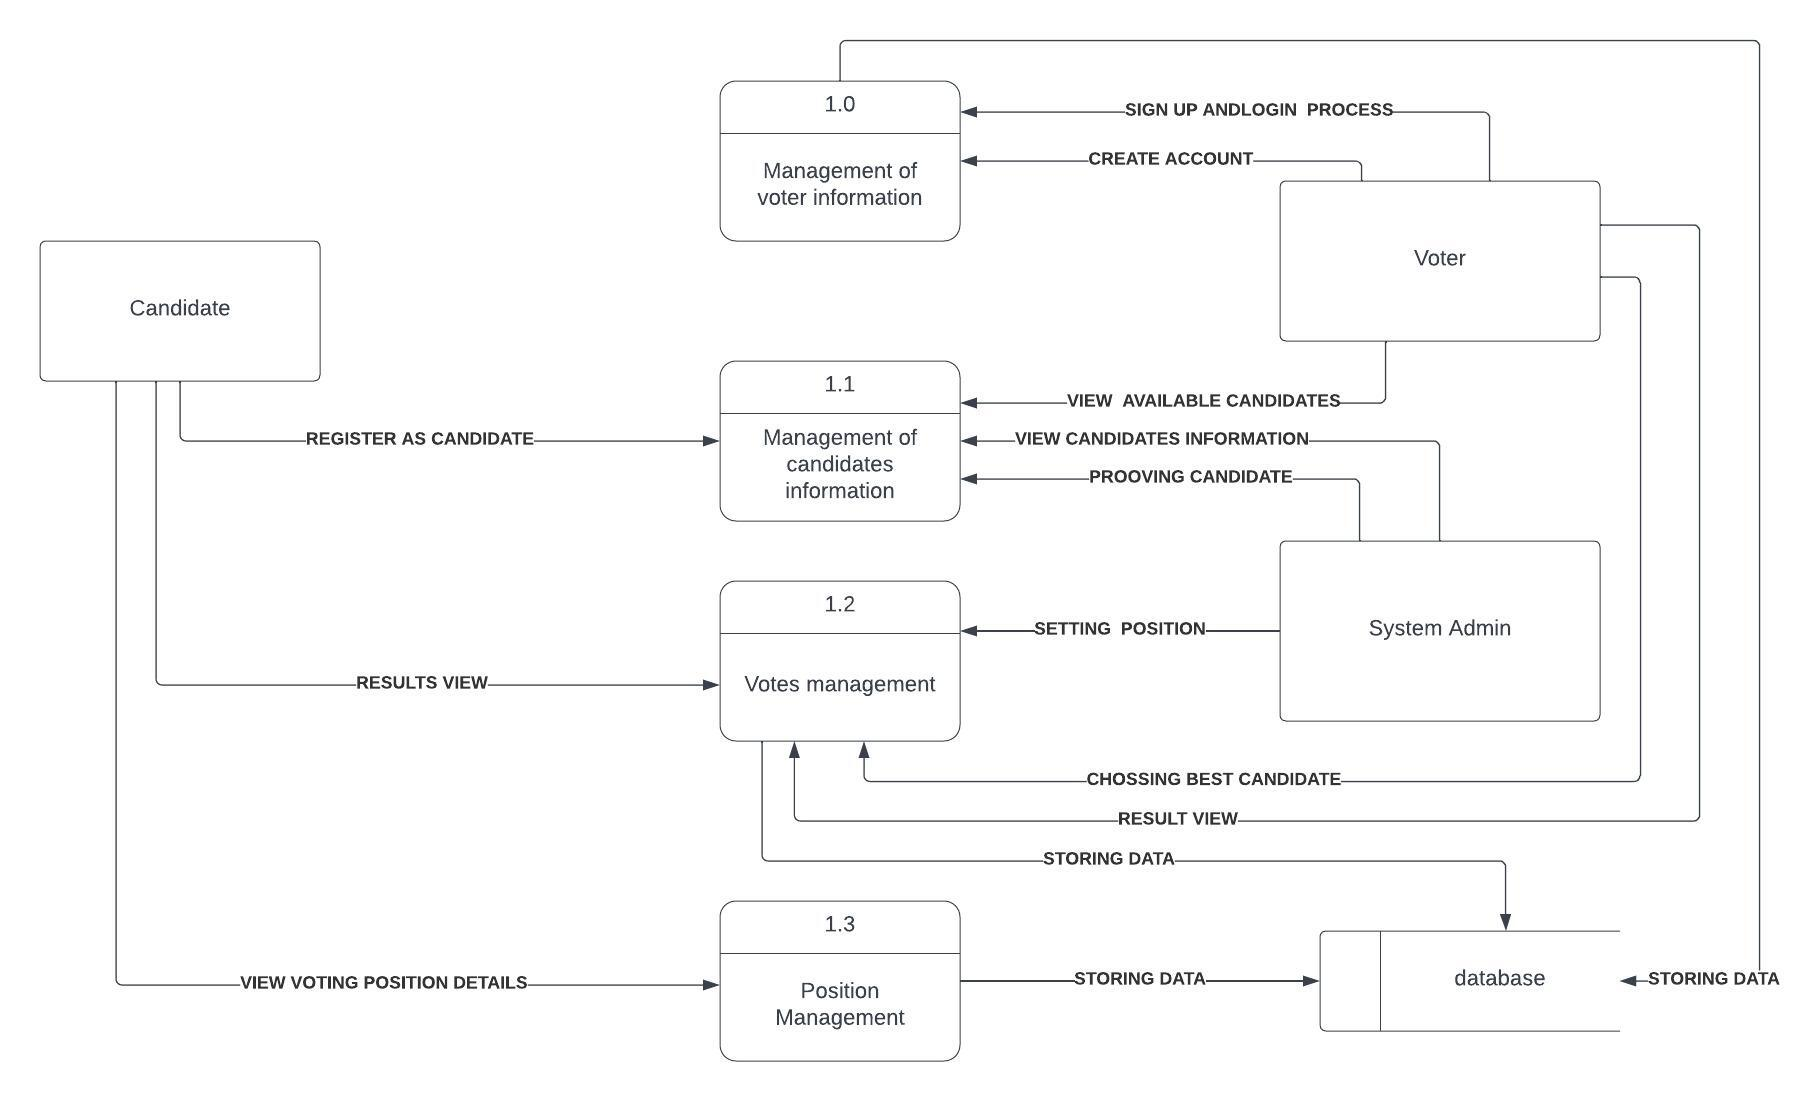 1.0
SIGN UP ANDLOGIN  PROCESS
Management of
voter information
CREATE ACCOUNT
Voter
Candidate
1.1
VIEW  AVAILABLE CANDIDATES
REGISTER AS CANDIDATE
Management of
candidates
information
VIEW CANDIDATES INFORMATION
PROOVING CANDIDATE
1.2
SETTING  POSITION
System Admin
RESULTS VIEW
Votes management
CHOSSING BEST CANDIDATE
RESULT VIEW
STORING DATA
1.3
VIEW VOTING POSITION DETAILS
Position
Management
STORING DATA
database
STORING DATA